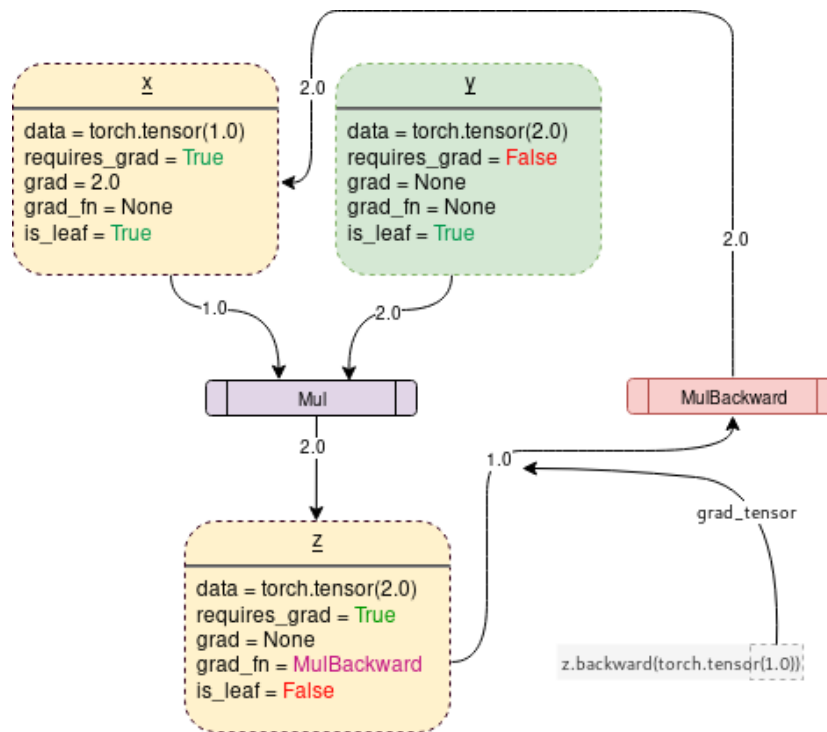 x
data = torch.tensor(1.0)
requires_grad = True
grad = 2.0
grad_fn = None
is_leaf = True
2.0
y
data = torch.tensor(2.0)
requires_grad = False
grad = None
grad_fn = None
is_leaf = True
2.0
1.0
2.0
Mul
MulBackward
2.0
1.0
grad_tensor
z
data = torch.tensor(2.0)
requires_grad = True
grad = None
grad_fn = MulBackward
is_leaf = False
z.backward(torch.tensor(1.0))